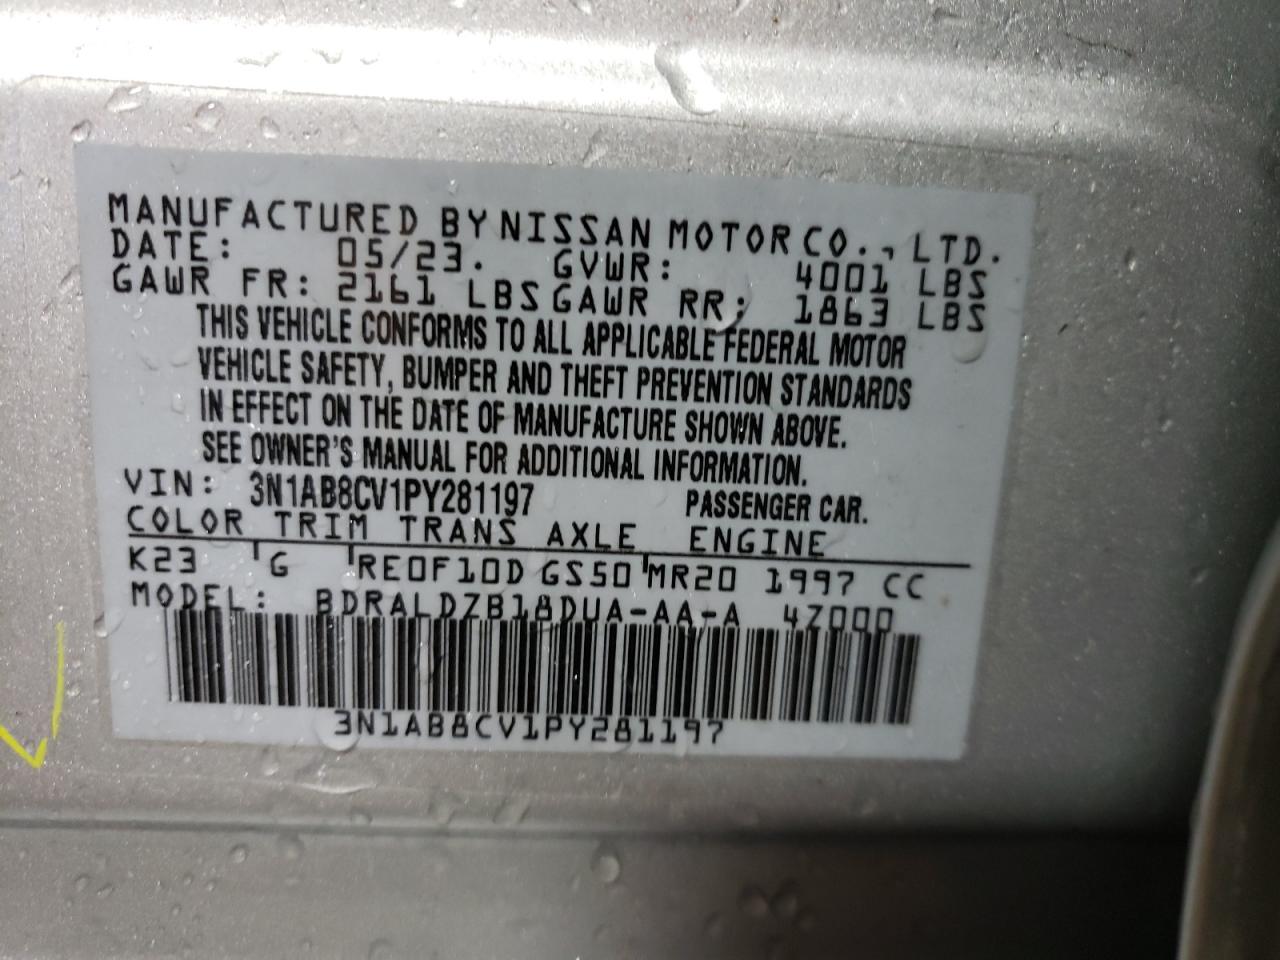 MANUFACTURED BY NISSAN MOTOR CO., LTD.
DATE: 05/23. GVWR: 4001 LBS
GAWR FR: 2161 LBS GAWR RR: 1863 LBS
THIS VEHICLE CONFORMS TO ALL APPLICABLE FEDERAL MOTOR
VEHICLE SAFETY, BUMPER AND THEFT PREVENTION STANDARDS
IN EFFECT ON THE DATE OF MANUFACTURE SHOWN ABOVE.
SEE OWNER'S MANUAL FOR ADDITIONAL INFORMATION.
VIN: 3N1AB8CV1PY281197 PASSENGER CAR.
COLOR TRIM TRANS AXLE ENGINE
K23 G RE0F10D GS50 MR20 1997 CC
MODEL: BDRALDZB18DUA-AA-A 4Z000
3N1AB8CV1PY281197